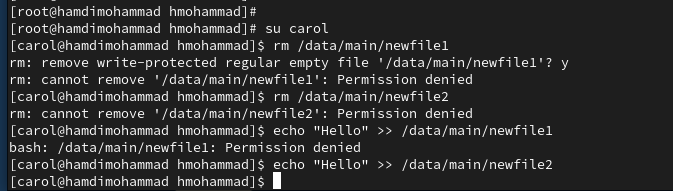 [root@hamdimohammad hmohammad]#
[root@hamdimohammad hmohammad]# su carol
[carol@hamdimohammad hmohammad]$ rm /data/main/newfile1
rm: remove write-protected regular empty file '/data/main/newfile1'? y
rm: cannot remove '/data/main/newfile1': Permission denied
[carol@hamdimohammad hmohammad]$ rm /data/main/newfile2
rm: cannot remove '/data/main/newfile2': Permission denied
[carol@hamdimohammad hmohammad]$ echo "Hello" >> /data/main/newfile1
bash: /data/main/newfile1: Permission denied
[carol@hamdimohammad hmohammad]$ echo "Hello" >> /data/main/newfile2
[carol@hamdimohammad hmohammad]$